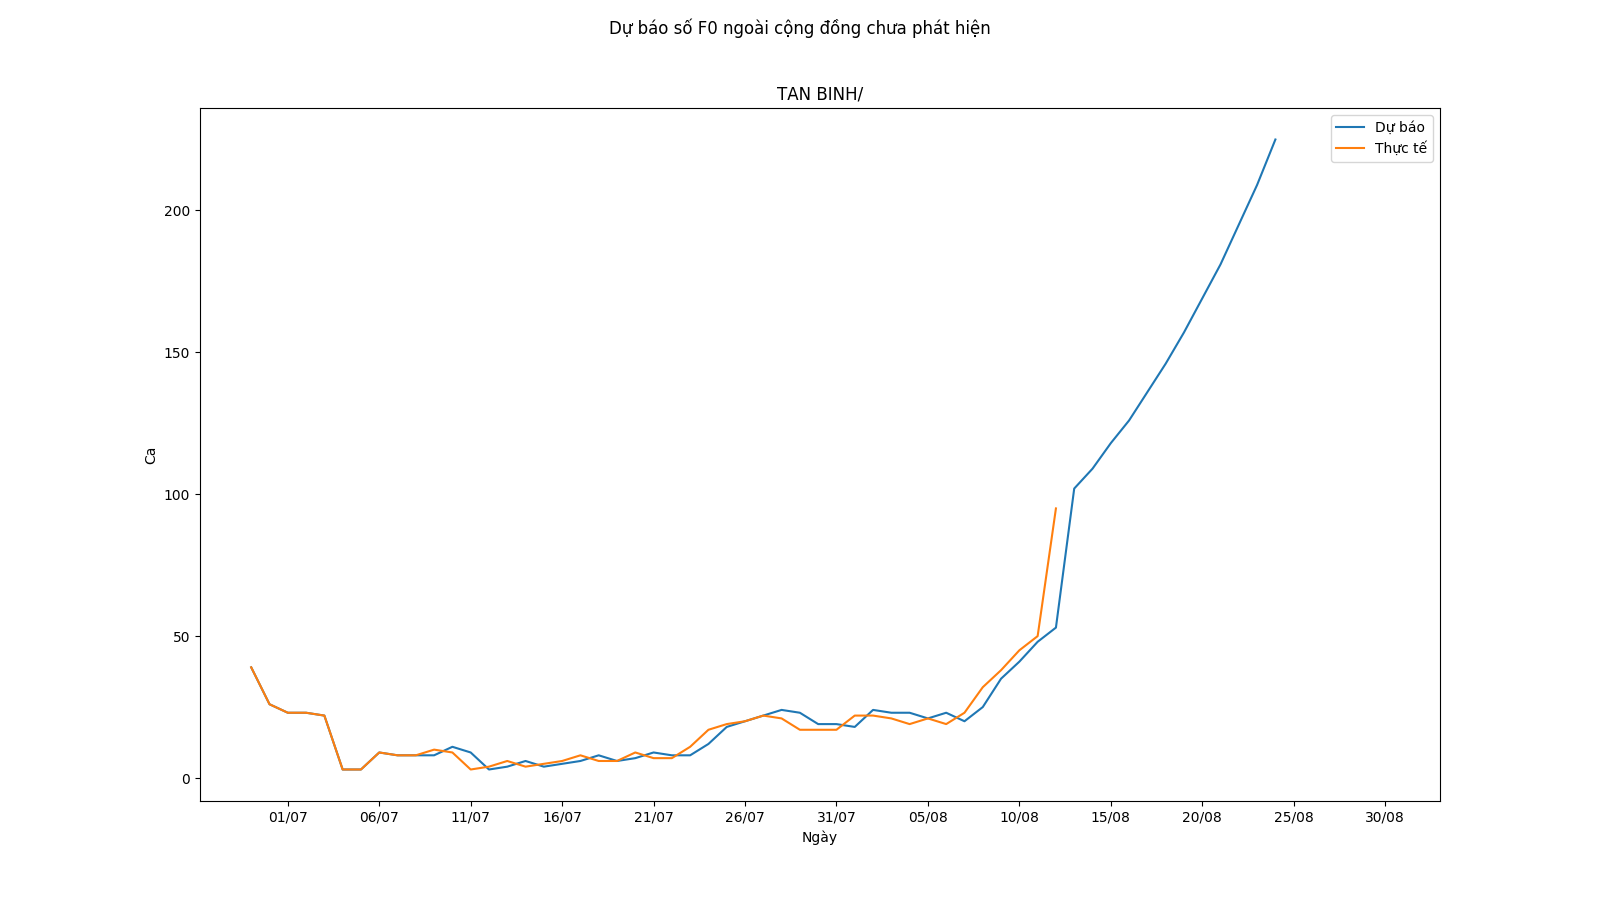 Dự báo số F0 ngoài cộng đồng chưa phát hiện
TAN BINH/
Dự báo
Thực tế
200
150
100
50
0
Ca
01/07 06/07 11/07 16/07 21/07 26/07 31/07 05/08 10/08 15/08 20/08 25/08 30/08
Ngày